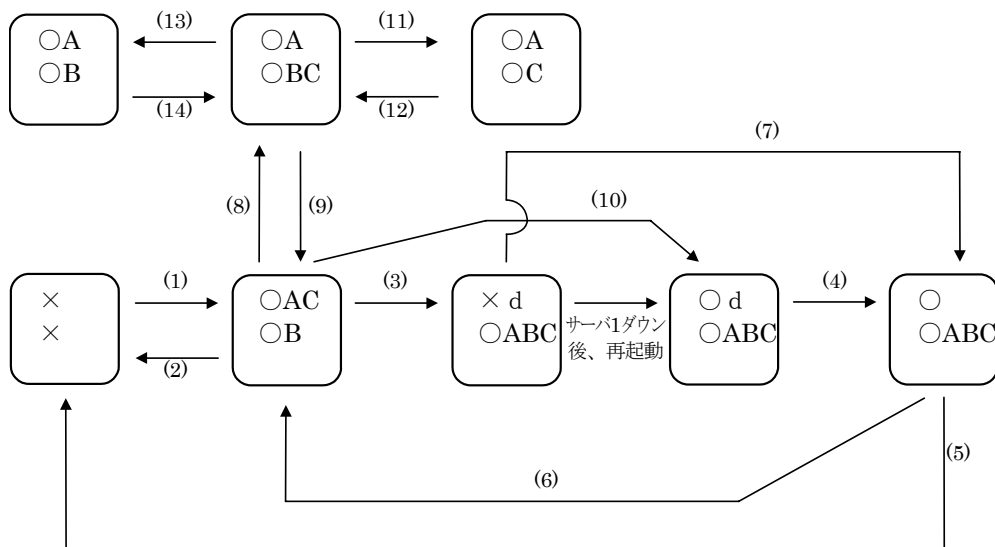 (13)
(11)
○A
○B
○A
○BC
○A
○C
(14)
(12)
(7)
(8)
(9)
(10)
(1)
(3)
(4)
×
×
○AC
○B
× d
○ABC
サーバ1ダウン
後、再起動
○ d
○ABC
○
○ABC
(2)
(6)
(5)